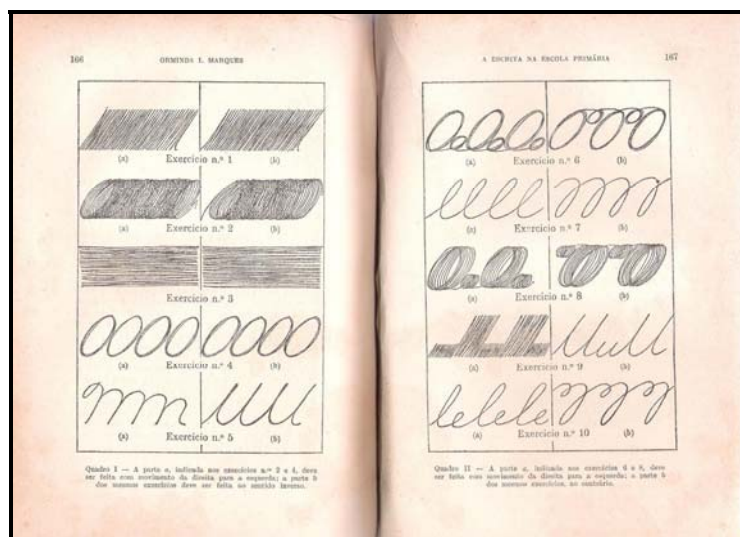 166
ORMINDA I. MARQUES
(a)
Exercício n.º 1
(b)
(a)
Exercício n.º 2
(b)
Exercício n.º 3
(a)
Exercício n.º 4
(b)
(a)
Exercício n.º 5
(b)
Quadro I — A parte a, indicada nos exercícios n.ºs 2 e 4, deve
ser feita com movimento da direita para a esquerda; a parte b
dos mesmos exercícios deve ser feita no sentido inverso.
A ESCRITA NA ESCOLA PRIMÁRIA
167
(a)
Exercício n.º 6
(b)
Exercício n.º 7
(b)
(a)
Exercício n.º 8
(b)
(a)
Exercício n.º 9
(b)
lelelele
(a)
Exercício n.º 10
(b)
Quadro II — A parte a, indicada nos exercícios 6 e 8, deve
ser feita com movimento da direita para a esquerda; a parte b
dos mesmos exercícios, ao contrário.